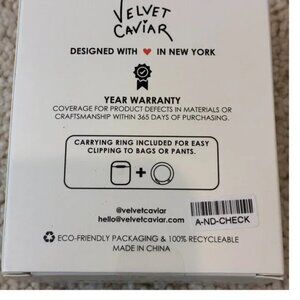 VELVET
CAVIAR
DESIGNED WITH ♥ IN NEW YORK
YEAR WARRANTY
COVERAGE FOR PRODUCT DEFECTS IN MATERIALS OR
CRAFTSMANSHIP WITHIN 365 DAYS OF PURCHASING.
CARRYING RING INCLUDED FOR EASY
CLIPPING TO BAGS OR PANTS.
+
@velvetcaviar
hello@velvetcaviar.com
A-ND-CHECK
ECO-FRIENDLY PACKAGING & 100% RECYCLEABLE
MADE IN CHINA